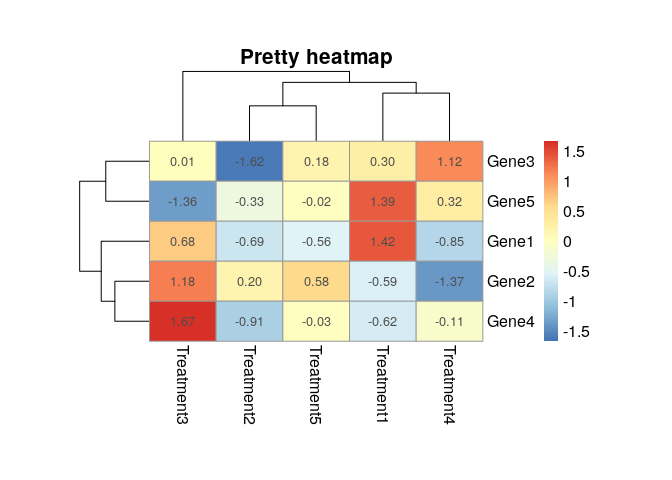 Pretty heatmap
0.01 -1.62 0.18 0.30 1.12 Gene3
-1.36 -0.33 -0.02 1.39 0.32 Gene5
0.68 -0.69 -0.56 1.42 -0.85 Gene1
1.18 0.20 0.58 -0.59 -1.37 Gene2
1.67 -0.91 -0.03 -0.62 -0.11 Gene4
Treatment3
Treatment2
Treatment5
Treatment1
Treatment4
1.5
1
0.5
0
-0.5
-1
-1.5